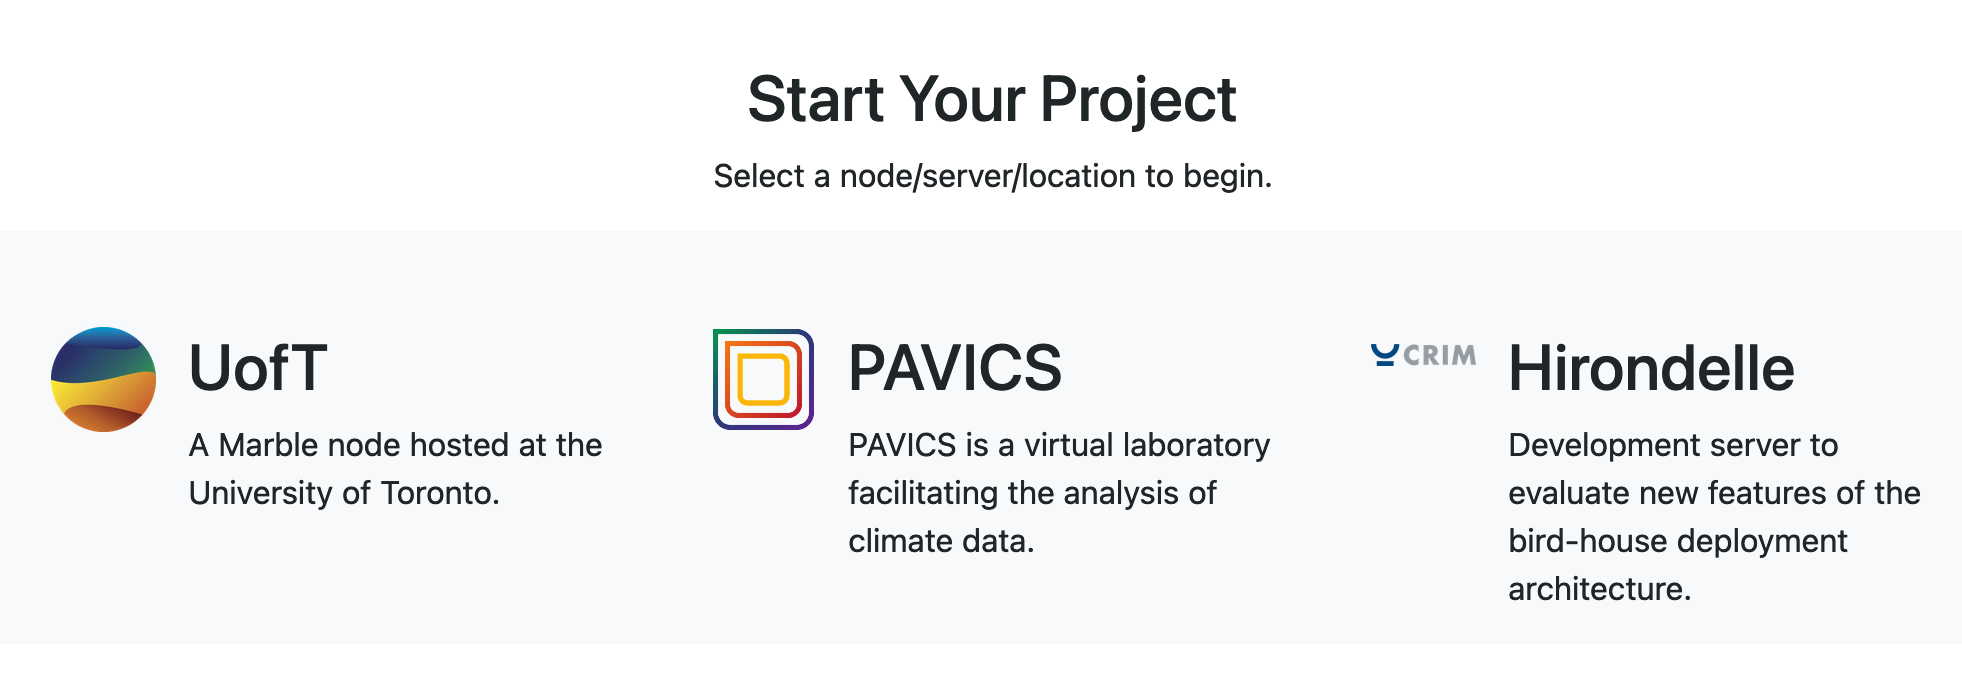 Start Your Project
Select a node/server/location to begin.
UofT
A Marble node hosted at the
University of Toronto.
PAVICS
PAVICS is a virtual laboratory
facilitating the analysis of
climate data.
CRIM
Hirondelle
Development server to
evaluate new features of the
bird-house deployment
architecture.